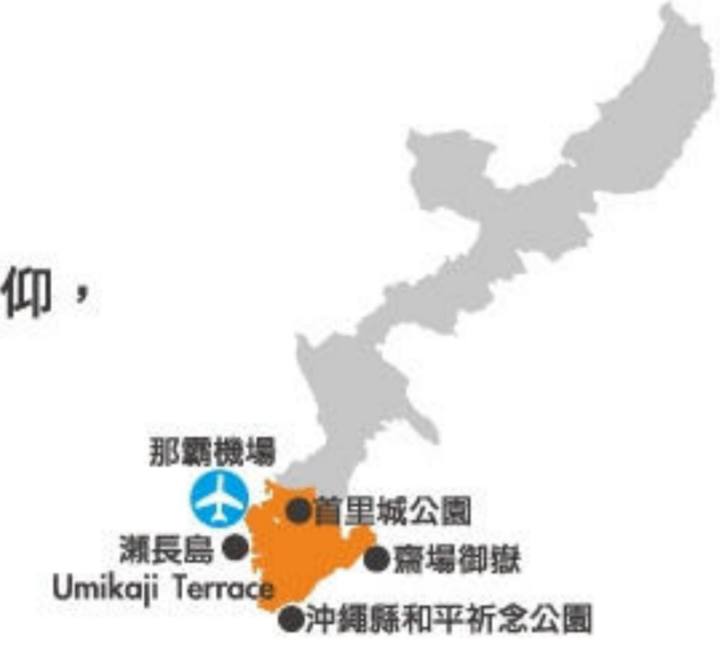 仰，
那霸機場
首里城公園
瀨長島
Umikaji Terrace
齋場御嶽
沖繩縣和平祈念公園